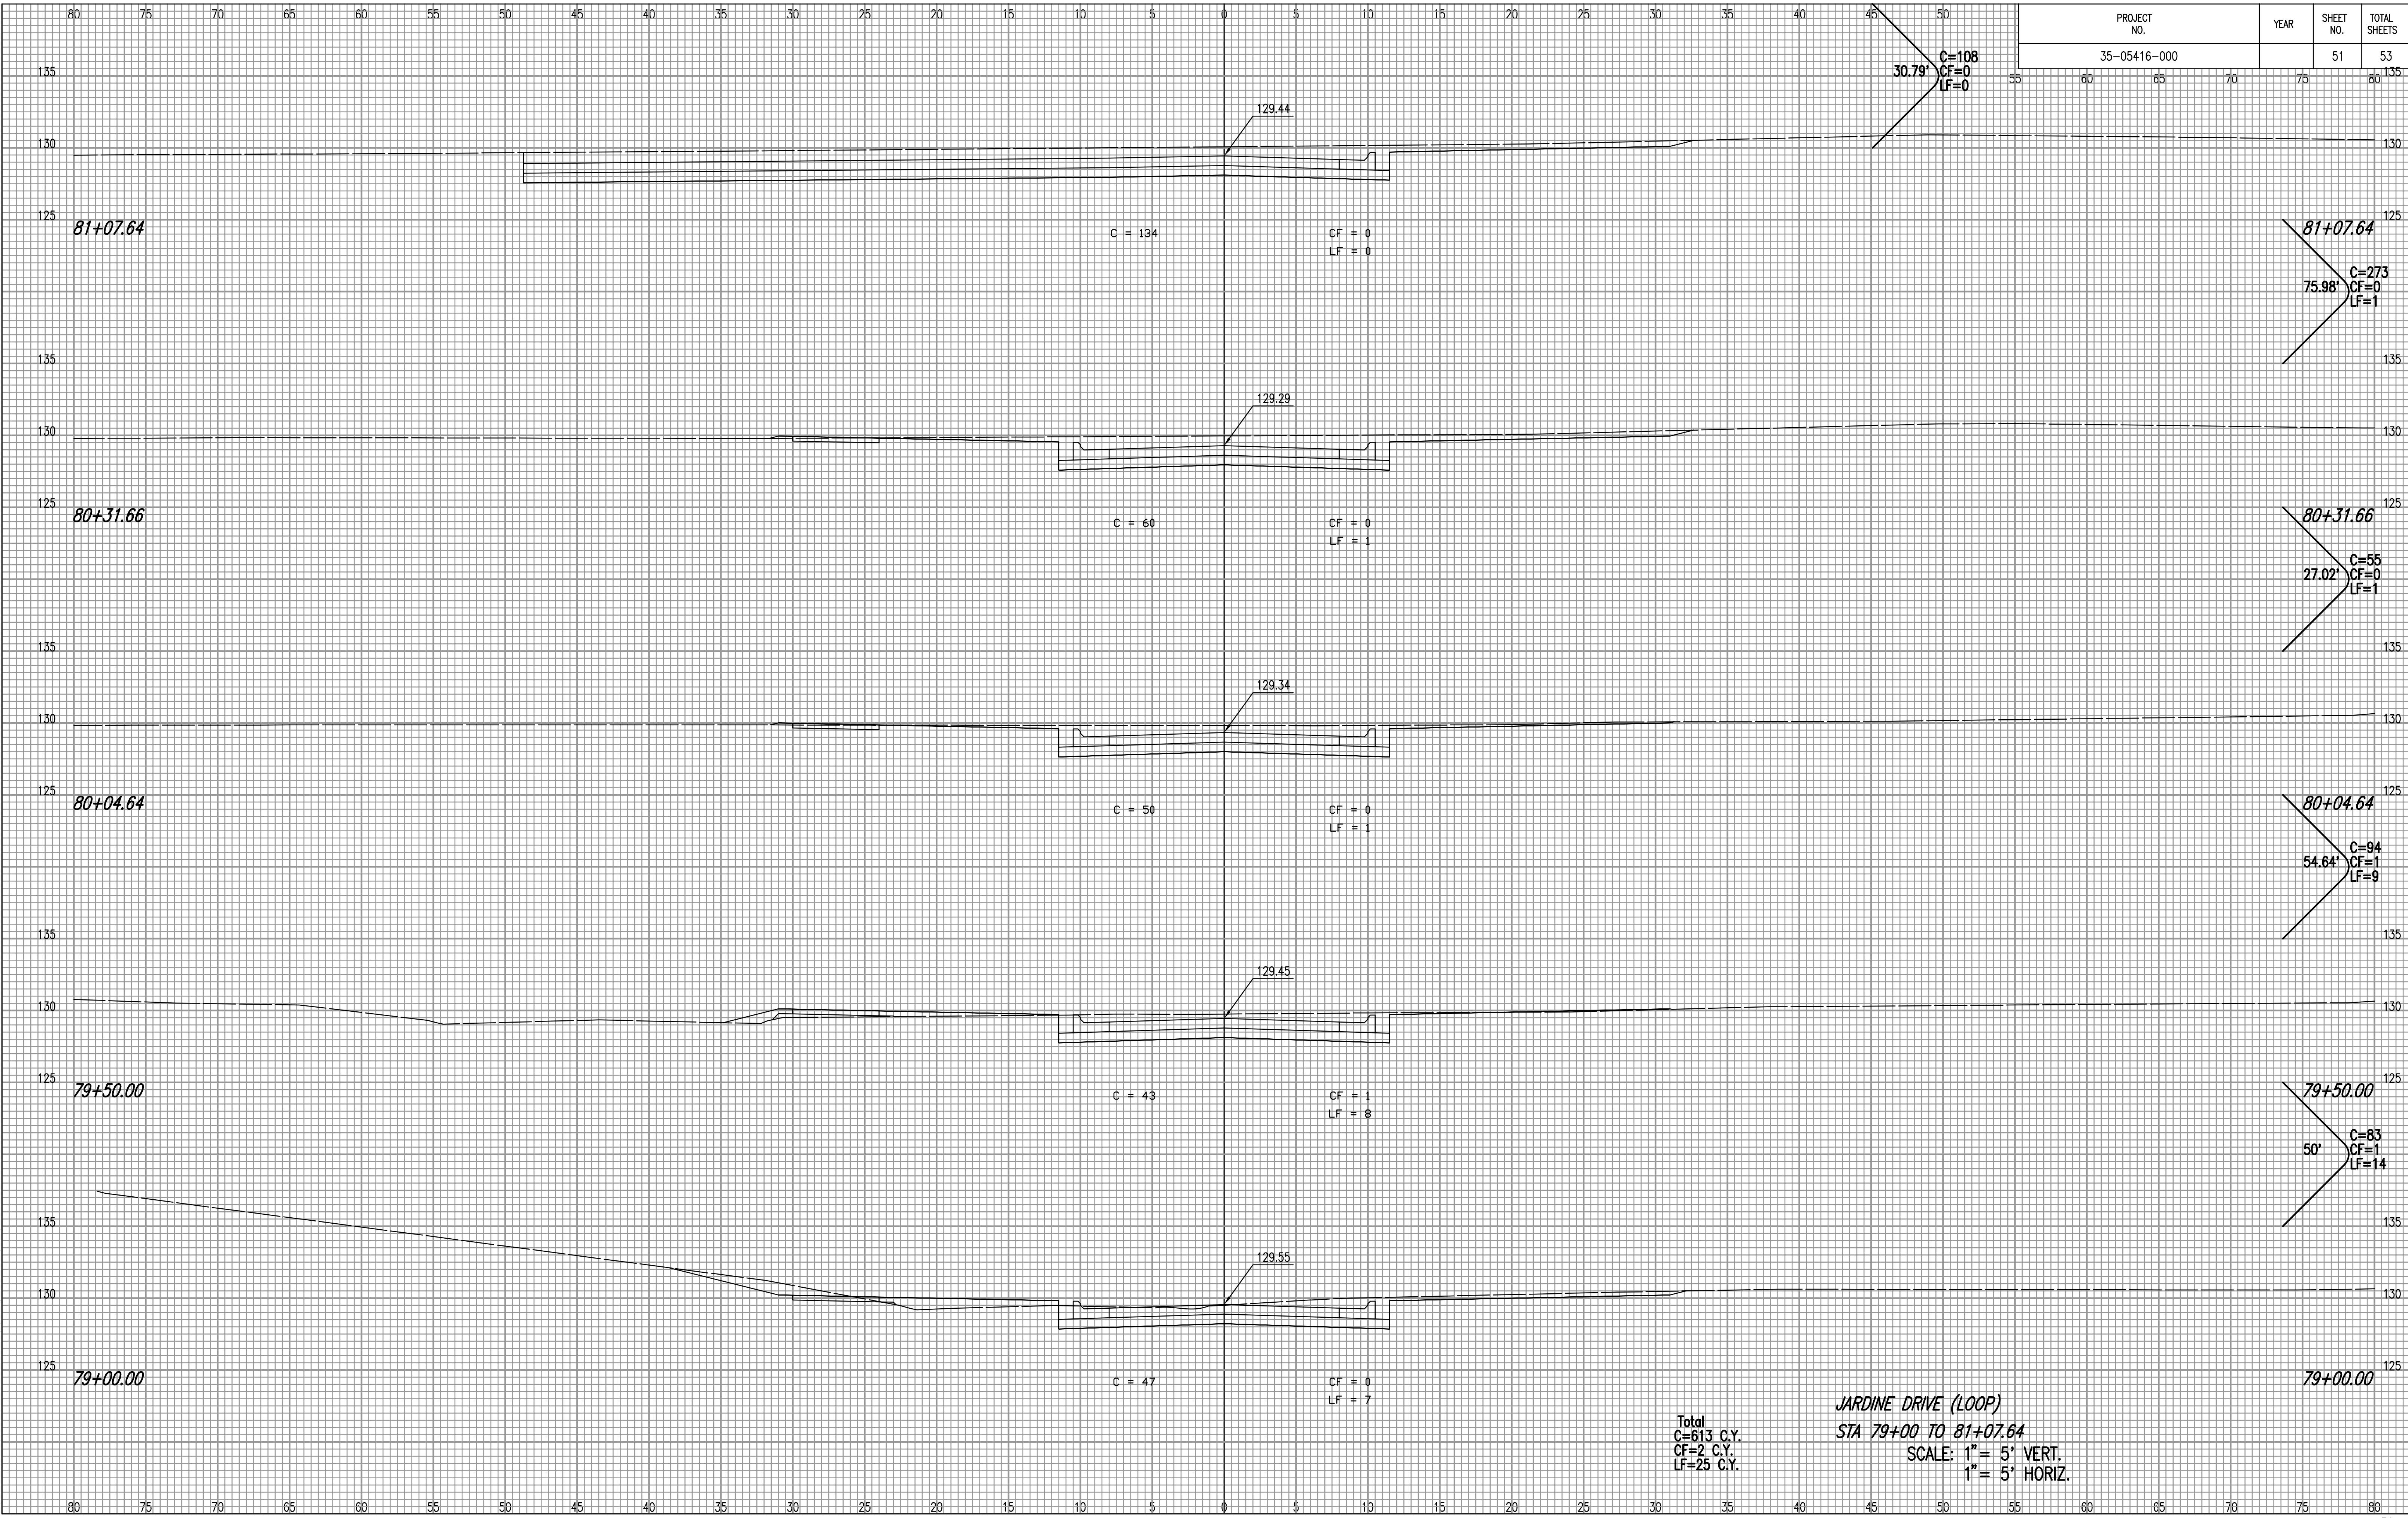 80 75 70 65 60 55 50 45 40 35 30 25 20 15 10 5 0 5 10 15 20 25 30 35 40 45 50
PROJECT NO. YEAR SHEET NO. TOTAL SHEETS
35-05416-000 51 53
55 60 65 70 75 80
C=108
30.79' CF=0
LF=0
135 135
129.44
130 130
125 125
81+07.64 81+07.64
C = 134 CF = 0
LF = 0
C=273
75.98' CF=0
LF=1
135 135
129.29
130 130
125 125
80+31.66 80+31.66
C = 60 CF = 0
LF = 1
C=55
27.02' CF=0
LF=1
135 135
129.34
130 130
125 125
80+04.64 80+04.64
C = 50 CF = 0
LF = 1
C=94
54.64' CF=1
LF=9
135 135
129.45
130 130
125 125
79+50.00 79+50.00
C = 43 CF = 1
LF = 8
C=83
50' CF=1
LF=14
135 135
129.55
130 130
125 125
79+00.00 79+00.00
C = 47 CF = 0
LF = 7
Total
C=613 C.Y.
CF=2 C.Y.
LF=25 C.Y.
JARDINE DRIVE (LOOP)
STA 79+00 TO 81+07.64
SCALE: 1"= 5' VERT.
1"= 5' HORIZ.
80 75 70 65 60 55 50 45 40 35 30 25 20 15 10 5 0 5 10 15 20 25 30 35 40 45 50 55 60 65 70 75 80